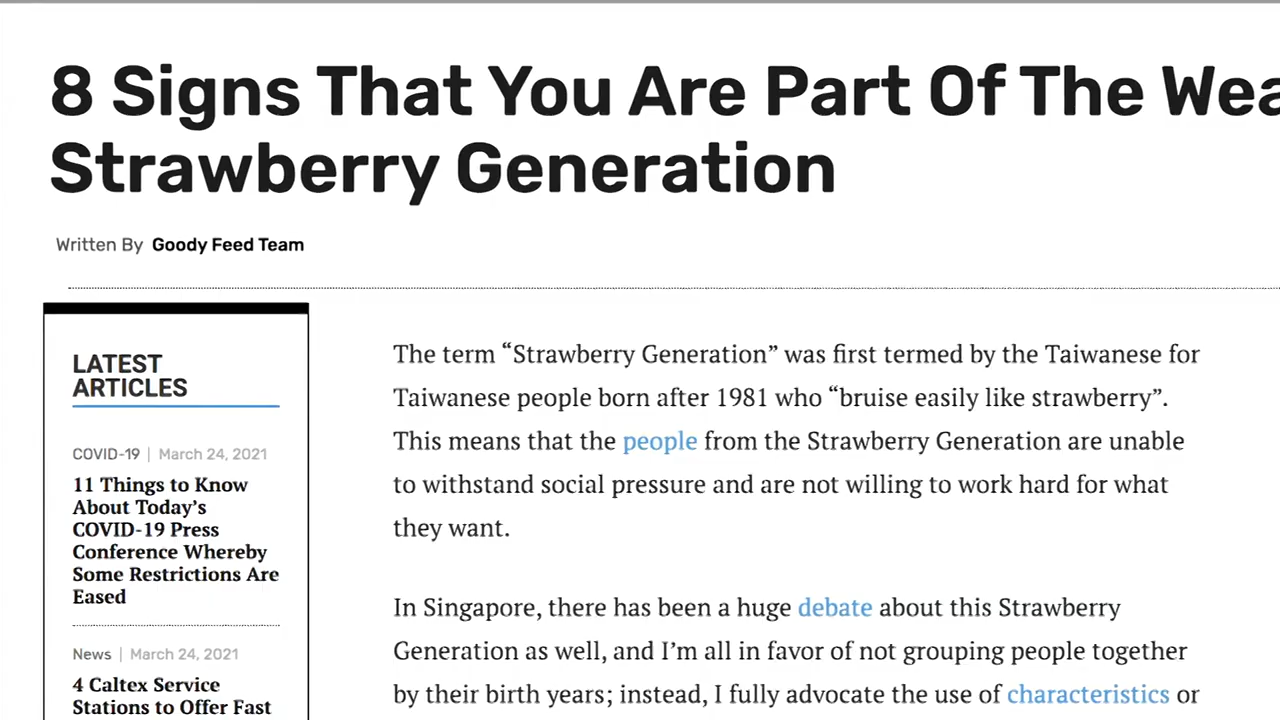 8 Signs That You Are Part Of The
Strawberry Generation
Written By Goody Feed Team
LATEST
ARTICLES
COVID-19 | March 24, 2021
11 Things to Know
About Today’s
COVID-19 Press
Conference Whereby
Some Restrictions Are
Eased
News | March 24, 2021
4 Caltex Service
Stations to Offer Fast
The term “Strawberry Generation” was first termed by the Taiwanese for
Taiwanese people born after 1981 who “bruise easily like strawberry”.
This means that the people from the Strawberry Generation are unable
to withstand social pressure and are not willing to work hard for what
they want.
In Singapore, there has been a huge debate about this Strawberry
Generation as well, and I’m all in favor of not grouping people together
by their birth years; instead, I fully advocate the use of characteristics or